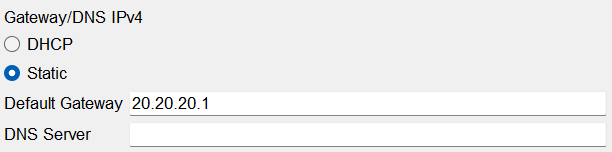 Gateway/DNS IPv4
DHCP
Static
Default Gateway 20.20.20.1
DNS Server